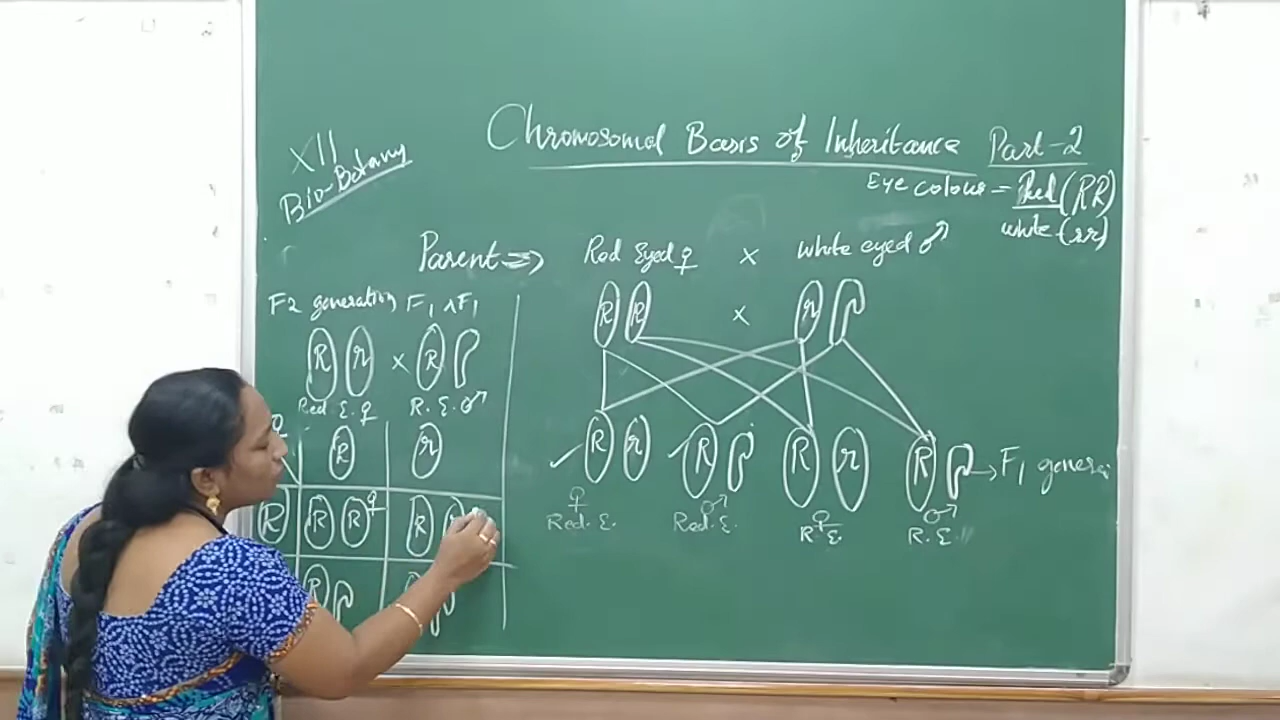 XII
Bio-Botany
Chromosomal Basis of Inheritance Part-2
Eye colour = Red (RR)
white (rr)
Parent => Red Eyed ♀ × white eyed ♂
R R × r
F2 generation F1 × F1
R r × R
Red. E. ♀ R. E. ♂
R r
R R R ♀ R
R
R r R R r R → F1 generai
♀ ♂ ♀ ♂
Red. E. Red. E. R. E R. E